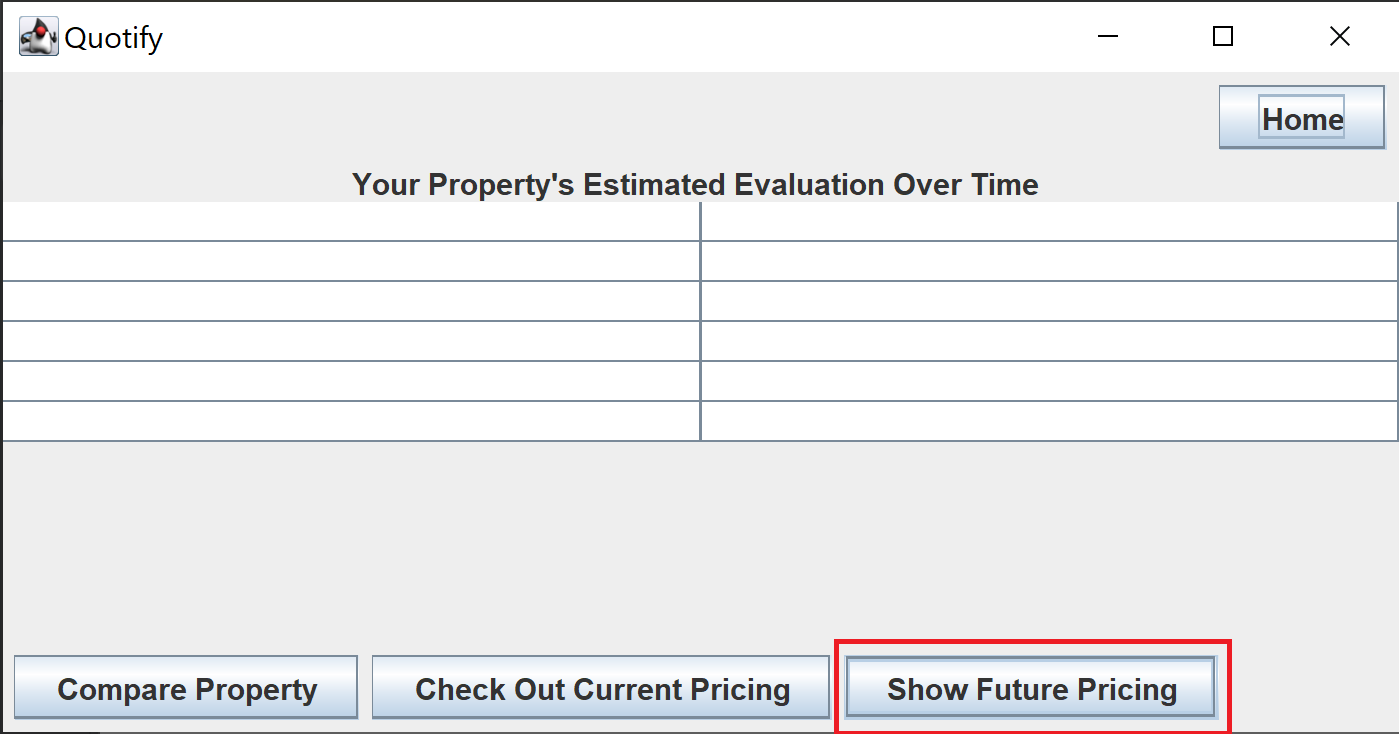 Quotify
Home
Your Property's Estimated Evaluation Over Time
Compare Property
Check Out Current Pricing
Show Future Pricing